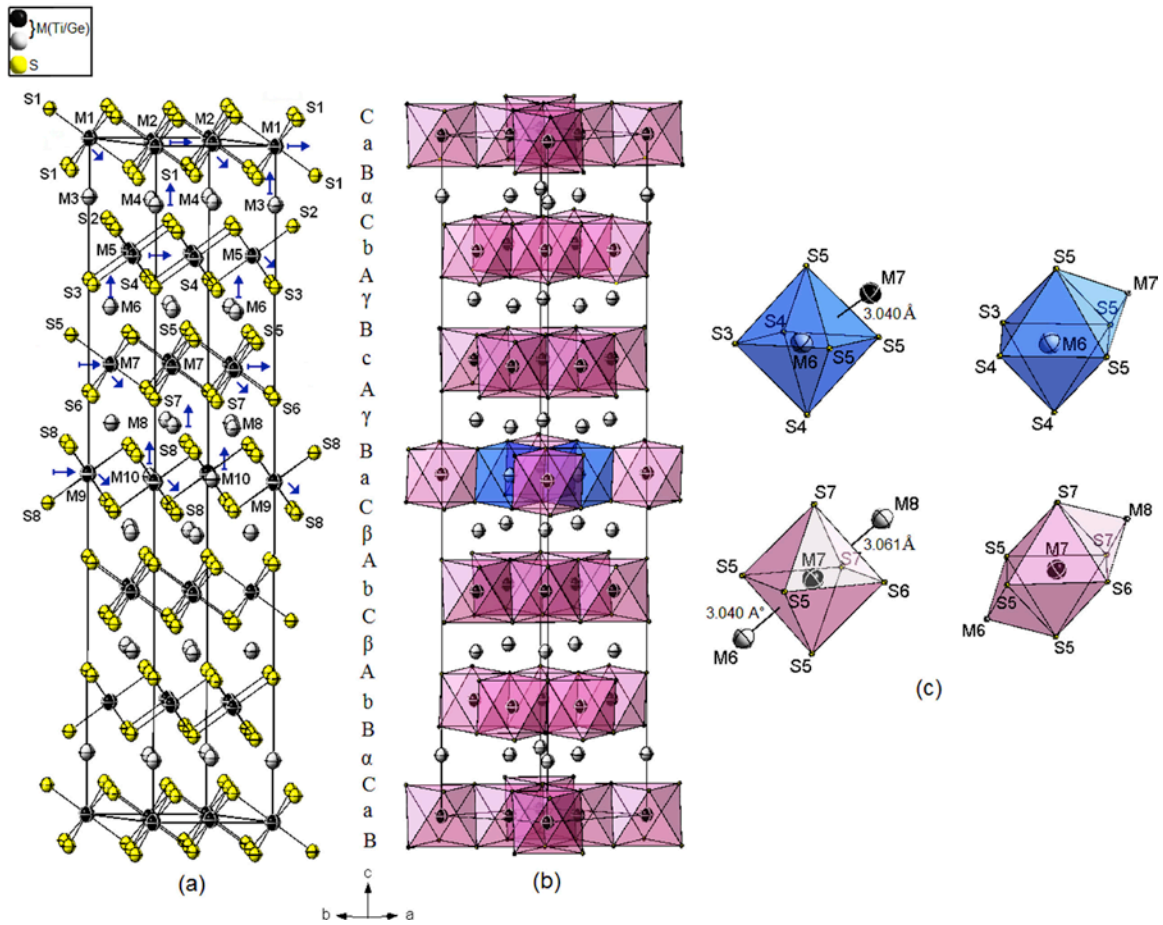 }M(Ti/Ge)
S
S1 M1 M2 M2 M1 S1
S1 S1 S1
M3 M4 M4 M3
S2 S2
M5 M5
S3 S4 S4 S3
M6 M6
S5 S5 S5
M7 M7
S6 S7 S7 S6
M8 M8
S8 S8 S8
M9 M10 M10 M9
S8 S8 S8
(a)
C
a
B
α
C
b
A
γ
B
c
A
γ
B
a
C
β
A
b
C
β
A
b
B
α
C
a
B
(b)
c
b a
S5
M7
3.040 Å
S3 S4 S5
M6 S5
S4
S5
M7
S3 S5
M6
S4 S5
S4
S7
M8
3.061 Å
S5 M7 S7
S5 S6
3.040 A°
M6
S5
S7
M8
M7 S7
S5 S6
M6
S5
(c)